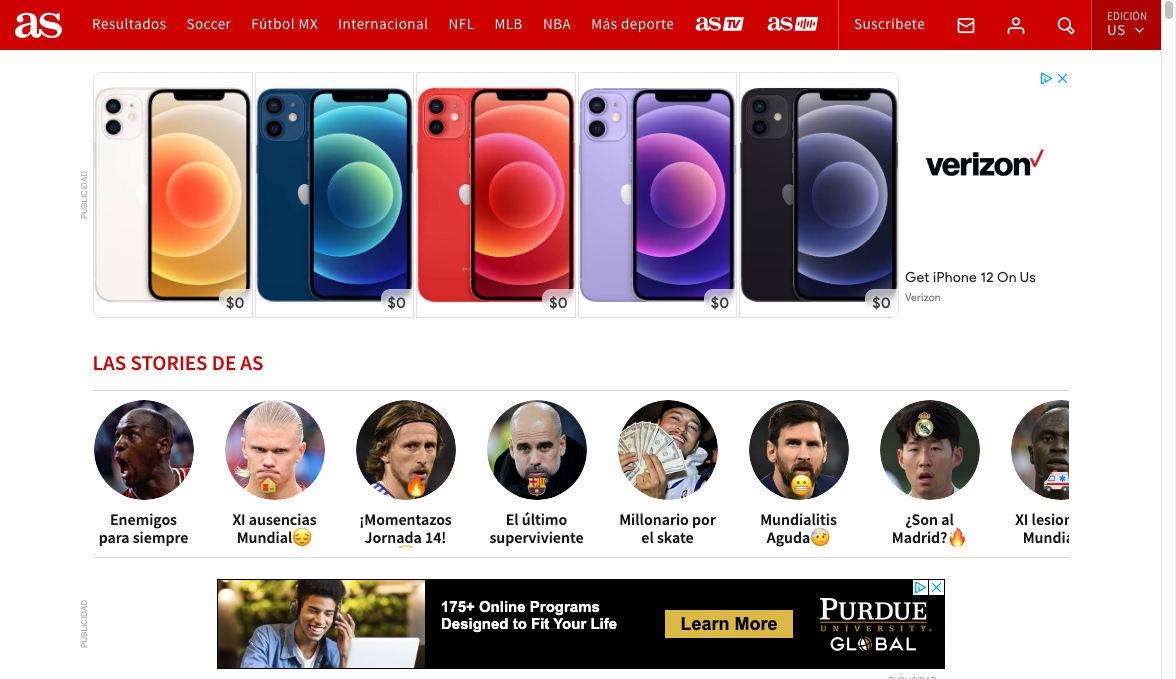 as Resultados Soccer Fútbol MX Internacional NFL MLB NBA Más deporte as TV as Suscríbete EDICIÓN US
PUBLICIDAD
$0 $0 $0 $0 $0
verizon
Get iPhone 12 On Us
Verizon
LAS STORIES DE AS
Enemigos
para siempre
XI ausencias
Mundial😔
¡Momentazos
Jornada 14!
El último
superviviente
Millonario por
el skate
Mundialitis
Aguda🤕
¿Son al
Madrid?🔥
XI lesion
Mundia
PUBLICIDAD
175+ Online Programs
Designed to Fit Your Life
Learn More
PURDUE
UNIVERSITY
GLOBAL
PUBLICIDAD